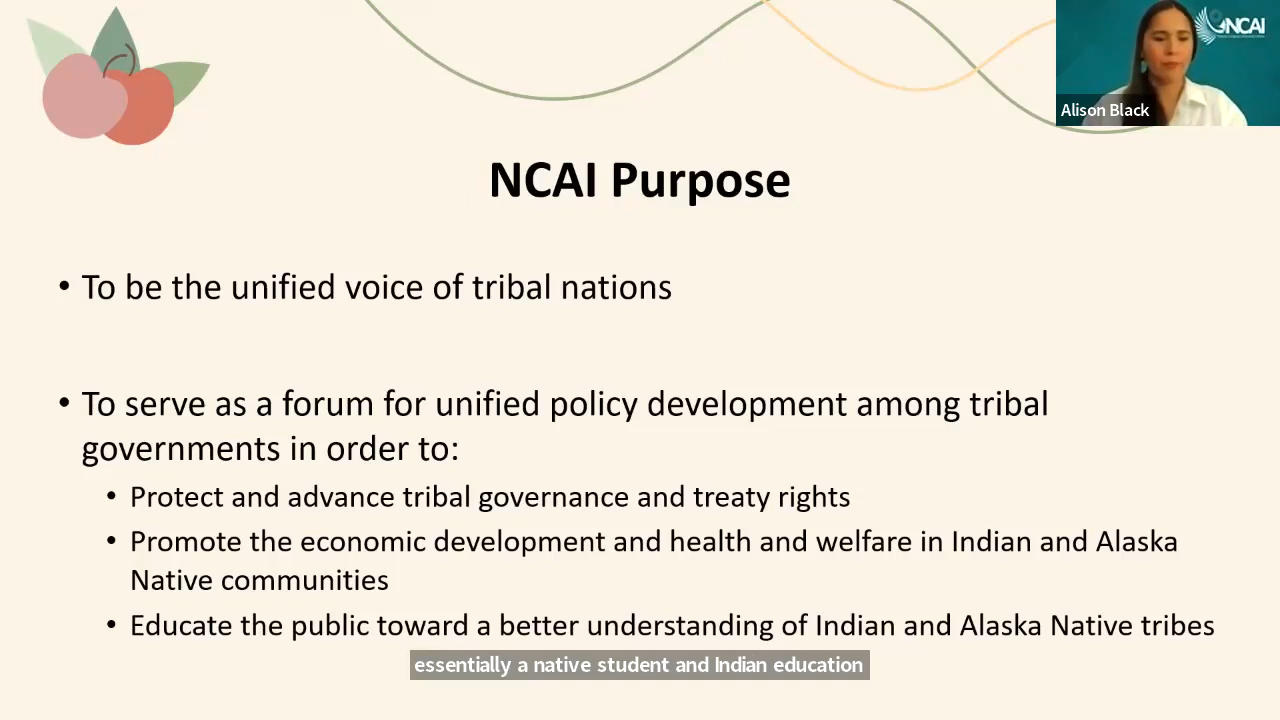 NCAI
Alison Black
NCAI Purpose
• To be the unified voice of tribal nations
• To serve as a forum for unified policy development among tribal
governments in order to:
• Protect and advance tribal governance and treaty rights
• Promote the economic development and health and welfare in Indian and Alaska
Native communities
• Educate the public toward a better understanding of Indian and Alaska Native tribes
essentially a native student and Indian education